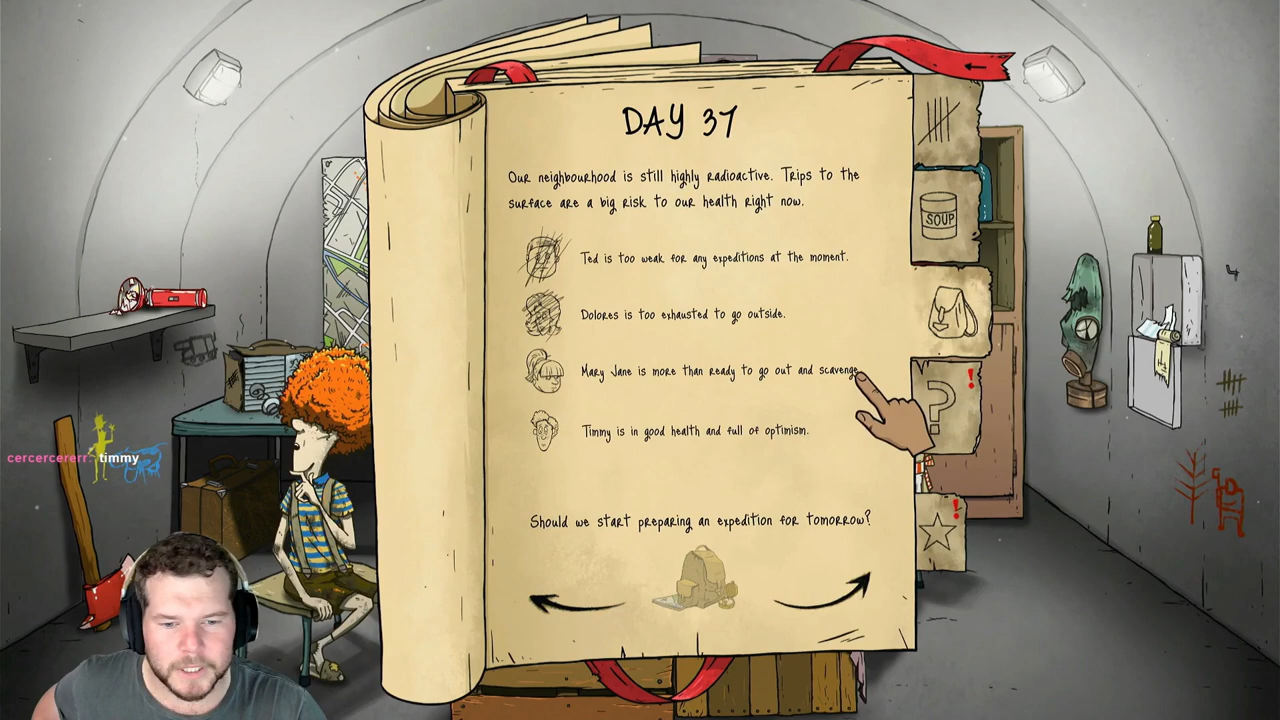 DAY 37
Our neighbourhood is still highly radioactive. Trips to the
surface are a big risk to our health right now.
SOUP
Ted is too weak for any expeditions at the moment.
Dolores is too exhausted to go outside.
Mary Jane is more than ready to go out and scavenge
Timmy is in good health and full of optimism.
cercercererr: timmy
Should we start preparing an expedition for tomorrow?